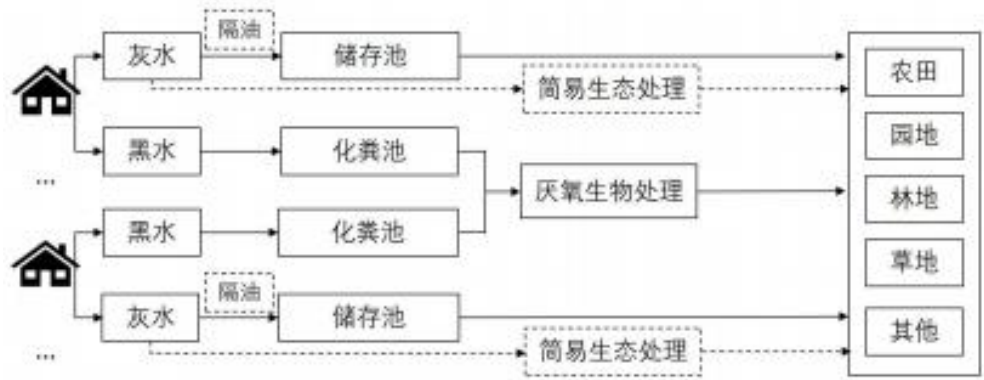 隔油
灰水
储存池
简易生态处理
黑水
化粪池
...
厌氧生物处理
黑水
化粪池
隔油
灰水
储存池
简易生态处理
...
农田
园地
林地
草地
其他